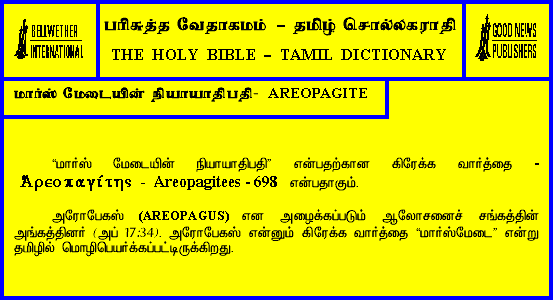 BELLWETHER
INTERNATIONAL
பரிசுத்த வேதாகமம் – தமிழ் சொல்லகராதி
THE HOLY BIBLE – TAMIL DICTIONARY
GOOD NEWS
PUBLISHERS
மார்ஸ் மேடையின் நியாயாதிபதி- AREOPAGITE
“மார்ஸ் மேடையின் நியாயாதிபதி” என்பதற்கான கிரேக்க வார்த்தை -
Αρεοπαγίτης - Areopagitees - 698 என்பதாகும்.
அரோபேகஸ் (AREOPAGUS) என அழைக்கப்படும் ஆலோசனைச் சங்கத்தின்
அங்கத்தினர் (அப் 17:34). அரோபேகஸ் என்னும் கிரேக்க வார்த்தை “மார்ஸ்மேடை” என்று
தமிழில் மொழிபெயர்க்கப்பட்டிருக்கிறது.